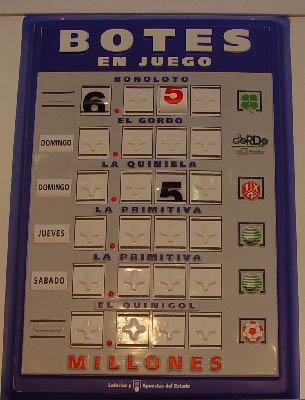 BOTES
EN JUEGO
BONOLOTO
6. 5
EL GORDO
DOMINGO .
LA QUINIELA
DOMINGO . 5
LA PRIMITIVA
JUEVES .
LA PRIMITIVA
SABADO .
EL QUINIGOL
.
MILLONES
Loterías y Apuestas del Estado